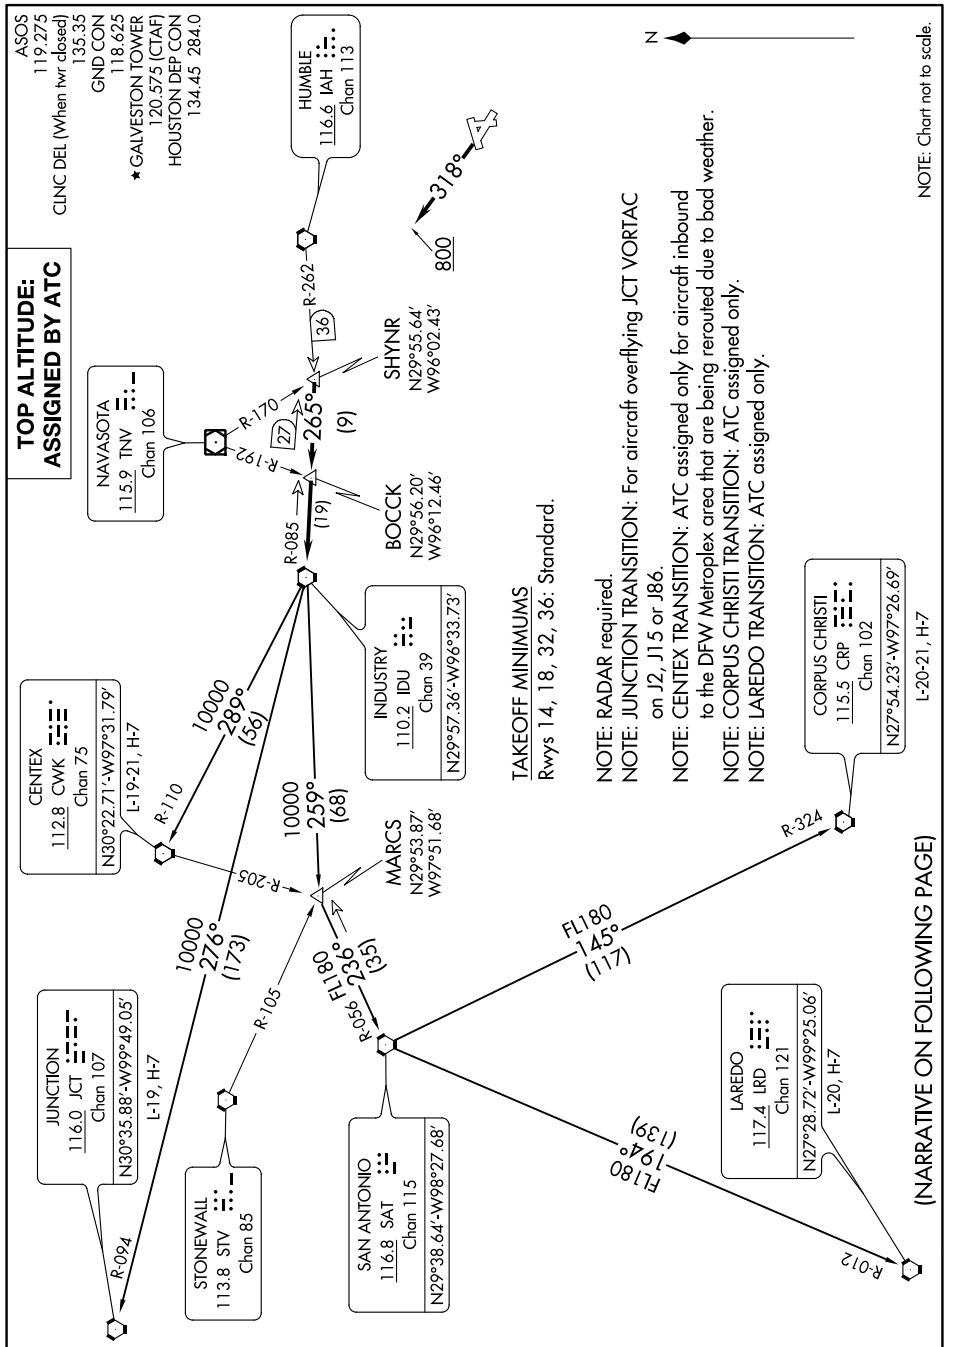 ASOS
119.275
CLNC DEL (When twr closed)
135.35
GND CON
118.625
★ GALVESTON TOWER
120.575 (CTAF)
HOUSTON DEP CON
134.45 284.0
TOP ALTITUDE:
ASSIGNED BY ATC
HUMBLE
116.6 IAH
Chan 113
NAVASOTA
115.9 TNV
Chan 106
R-262
36
R-170
R-192
27
265°
(9)
SHYNR
N29°55.64'
W96°02.43'
318°
800
N
R-085
(19)
BOCCK
N29°56.20'
W96°12.46'
INDUSTRY
110.2 IDU
Chan 39
N29°57.36'-W96°33.73'
CENTEX
112.8 CWK
Chan 75
N30°22.71'-W97°31.79'
L-19-21, H-7
10000
289°
(56)
R-110
R-205
10000
259°
(68)
MARCS
N29°53.87'
W97°51.68'
10000
276°
(173)
JUNCTION
116.0 JCT
Chan 107
N30°35.88'-W99°49.05'
L-19, H-7
R-094
R-105
STONEWALL
113.8 STV
Chan 85
R-056
FL180
236°
(35)
SAN ANTONIO
116.8 SAT
Chan 115
N29°38.64'-W98°27.68'
FL180
145°
(117)
R-324
CORPUS CHRISTI
115.5 CRP
Chan 102
N27°54.23'-W97°26.69'
L-20-21, H-7
FL180
194°
(139)
R-012
LAREDO
117.4 LRD
Chan 121
N27°28.72'-W99°25.06'
L-20, H-7
TAKEOFF MINIMUMS
Rwys 14, 18, 32, 36: Standard.
NOTE: RADAR required.
NOTE: JUNCTION TRANSITION: For aircraft overflying JCT VORTAC
on J2, J15 or J86.
NOTE: CENTEX TRANSITION: ATC assigned only for aircraft inbound
to the DFW Metroplex area that are being rerouted due to bad weather.
NOTE: CORPUS CHRISTI TRANSITION: ATC assigned only.
NOTE: LAREDO TRANSITION: ATC assigned only.
(NARRATIVE ON FOLLOWING PAGE)
NOTE: Chart not to scale.